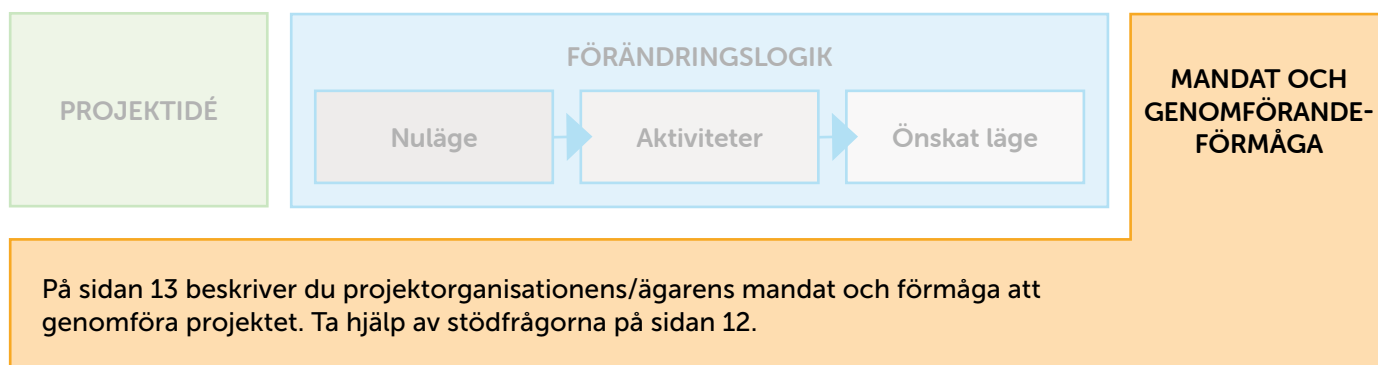 PROJEKTIDÉ
FÖRÄNDRINGSLOGIK
Nuläge
Aktiviteter
Önskat läge
MANDAT OCH
GENOMFÖRANDE-
FÖRMÅGA
På sidan 13 beskriver du projektorganisationens/ägarens mandat och förmåga att
genomföra projektet. Ta hjälp av stödfrågorna på sidan 12.